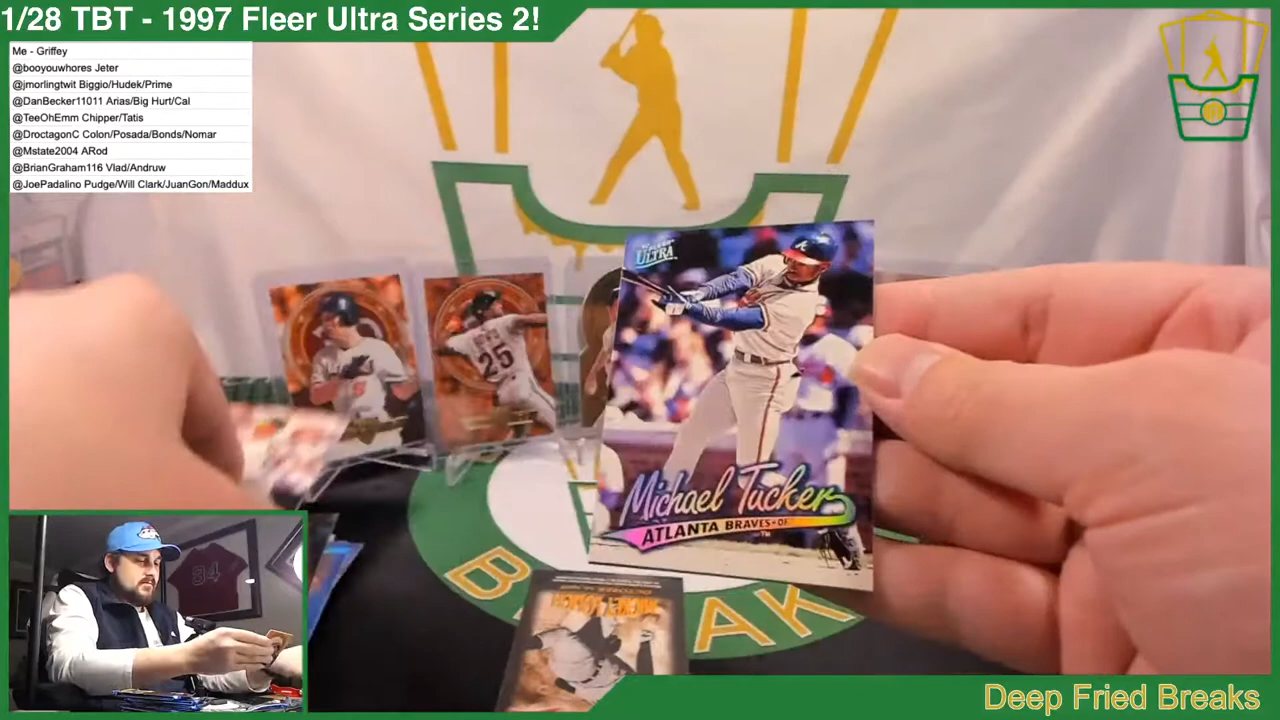 1/28 TBT - 1997 Fleer Ultra Series 2!
Me - Griffey
@booyouwhores Jeter
@jmorlingtwit Biggio/Hudek/Prime
@DanBecker11011 Arias/Big Hurt/Cal
@TeeOhEmm Chipper/Tatis
@DroctagonC Colon/Posada/Bonds/Nomar
@Mstate2004 ARod
@BrianGraham116 Vlad/Andruw
@JoePadalino Pudge/Will Clark/JuanGon/Maddux
ULTRA
25
Michael Tucker
ATLANTA BRAVES • OF
B
AK
34
Deep Fried Breaks